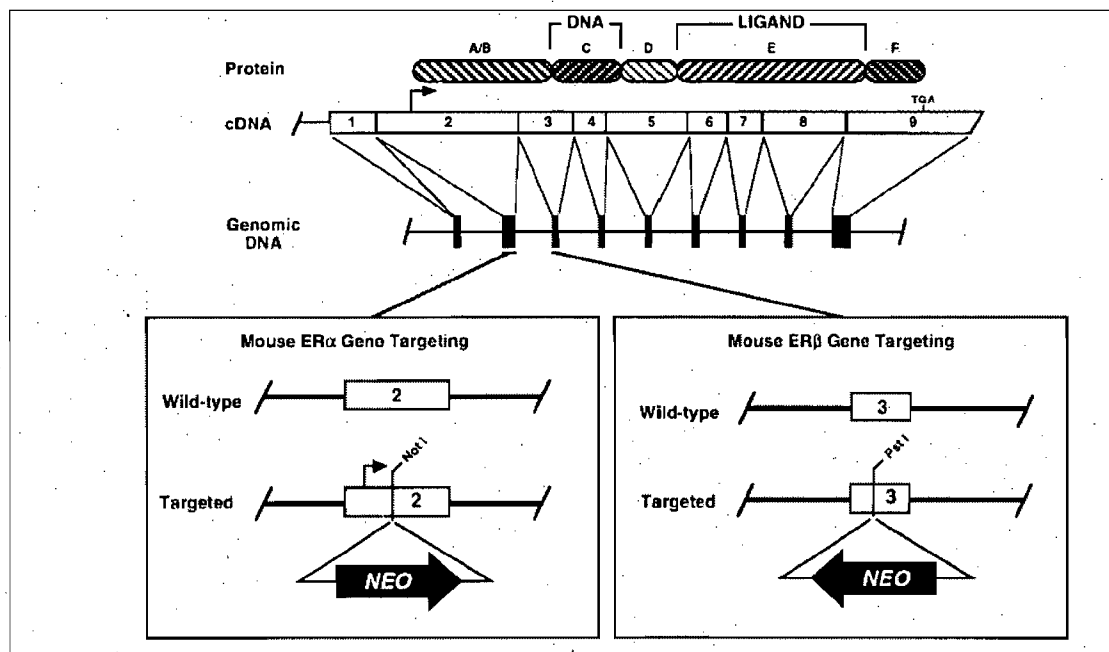 DNA LIGAND
A/B C D E F
Protein
TGA
cDNA 1 2 3 4 5 6 7 8 9
Genomic
DNA
Mouse ERα Gene Targeting
Wild-type 2
Not I
Targeted 2
NEO
Mouse ERβ Gene Targeting
Wild-type 3
Pst I
Targeted 3
NEO